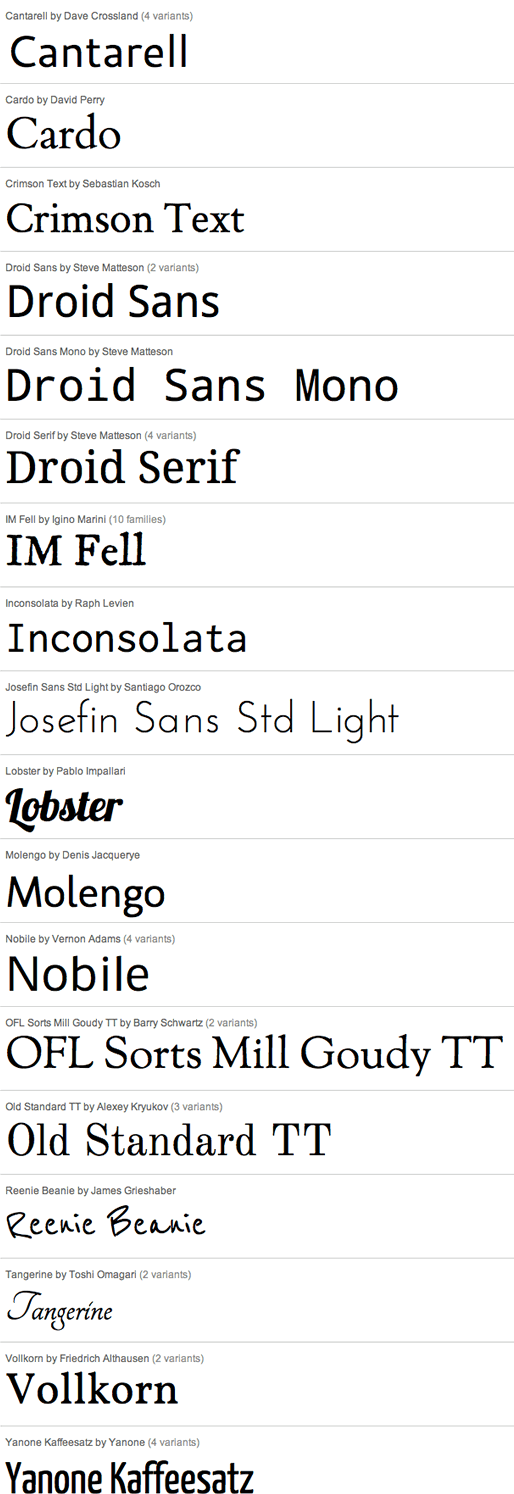 Cantarell by Dave Crossland (4 variants)
Cantarell
Cardo by David Perry
Cardo
Crimson Text by Sebastian Kosch
Crimson Text
Droid Sans by Steve Matteson (2 variants)
Droid Sans
Droid Sans Mono by Steve Matteson
Droid Sans Mono
Droid Serif by Steve Matteson (4 variants)
Droid Serif
IM Fell by Igino Marini (10 families)
IM Fell
Inconsolata by Raph Levien
Inconsolata
Josefin Sans Std Light by Santiago Orozco
Josefin Sans Std Light
Lobster by Pablo Impallari
Lobster
Molengo by Denis Jacquerye
Molengo
Nobile by Vernon Adams (4 variants)
Nobile
OFL Sorts Mill Goudy TT by Barry Schwartz (2 variants)
OFL Sorts Mill Goudy TT
Old Standard TT by Alexey Kryukov (3 variants)
Old Standard TT
Reenie Beanie by James Grieshaber
Reenie Beanie
Tangerine by Toshi Omagari (2 variants)
Tangerine
Vollkorn by Friedrich Althausen (2 variants)
Vollkorn
Yanone Kaffeesatz by Yanone (4 variants)
Yanone Kaffeesatz